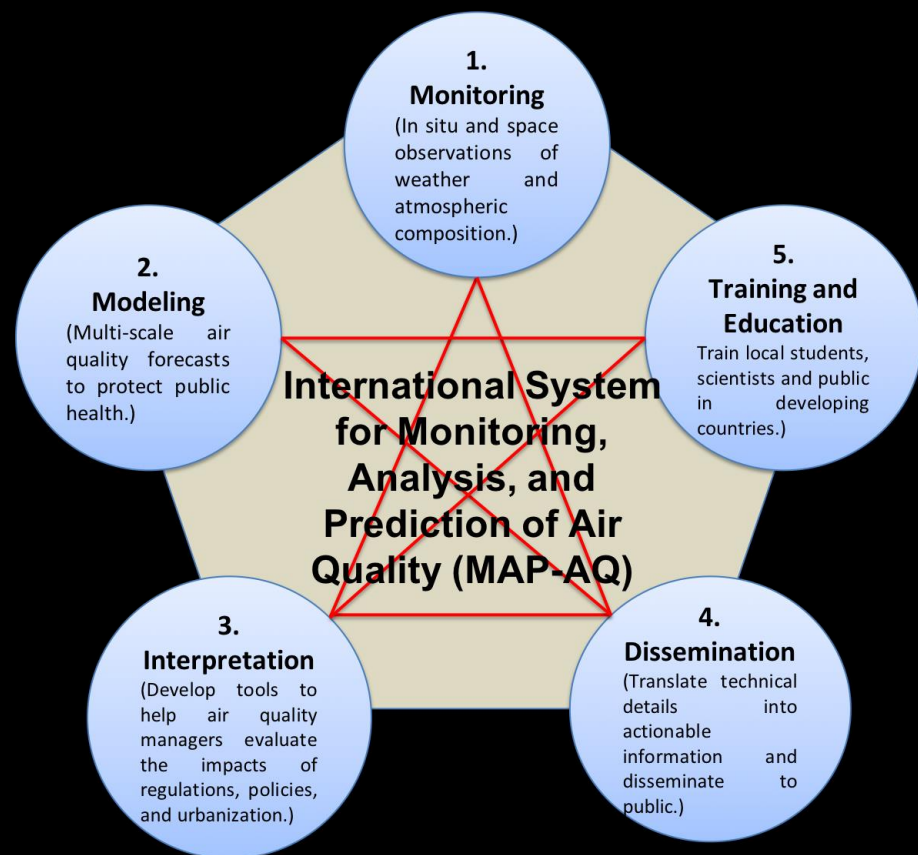 1.
Monitoring
(In situ and space
observations of
weather and
atmospheric
composition.)
2.
Modeling
(Multi-scale air
quality forecasts
to protect public
health.)
5.
Training and
Education
Train local students,
scientists and public
in developing
countries.)
International System
for Monitoring,
Analysis, and
Prediction of Air
Quality (MAP-AQ)
3.
Interpretation
(Develop tools to
help air quality
managers evaluate
the impacts of
regulations, policies,
and urbanization.)
4.
Dissemination
(Translate technical
details into
actionable
information and
disseminate to
public.)